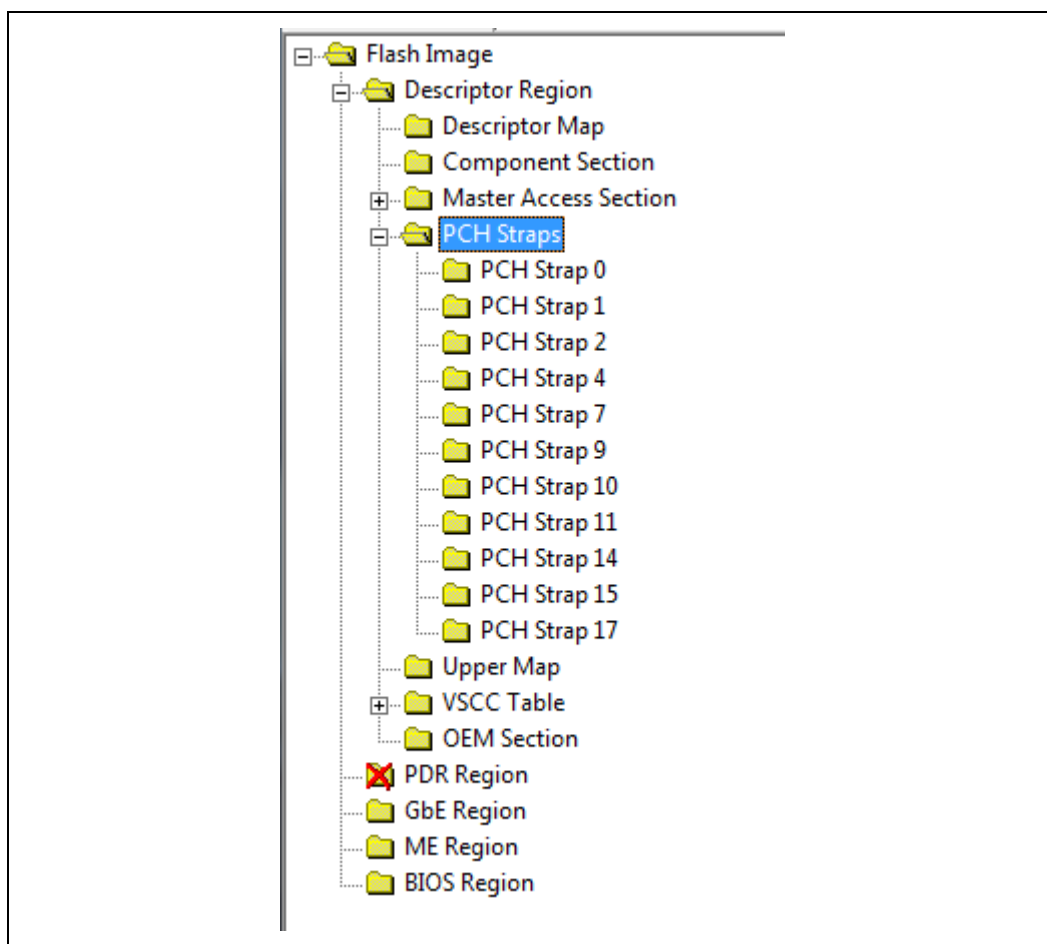 Flash Image
Descriptor Region
Descriptor Map
Component Section
Master Access Section
PCH Straps
PCH Strap 0
PCH Strap 1
PCH Strap 2
PCH Strap 4
PCH Strap 7
PCH Strap 9
PCH Strap 10
PCH Strap 11
PCH Strap 14
PCH Strap 15
PCH Strap 17
Upper Map
VSCC Table
OEM Section
PDR Region
GbE Region
ME Region
BIOS Region